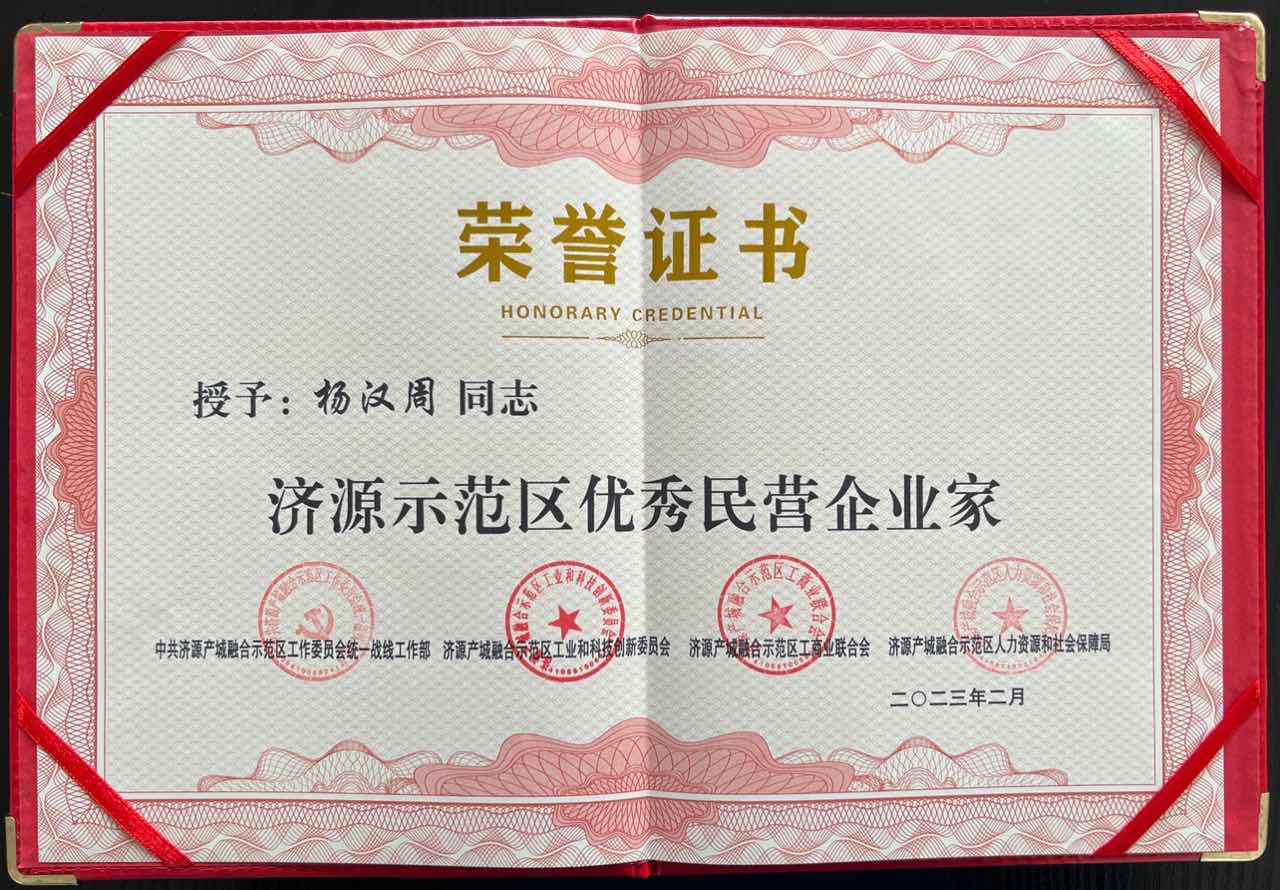 荣誉证书
HONORARY CREDENTIAL
授予：杨汉周 同志
济源示范区优秀民营企业家
中共济源产城融合示范区工作委员会统一战线工作部 济源产城融合示范区工业和科技创新委员会 济源产城融合示范区工商业联合会 济源产城融合示范区人力资源和社会保障局
二〇二三年二月